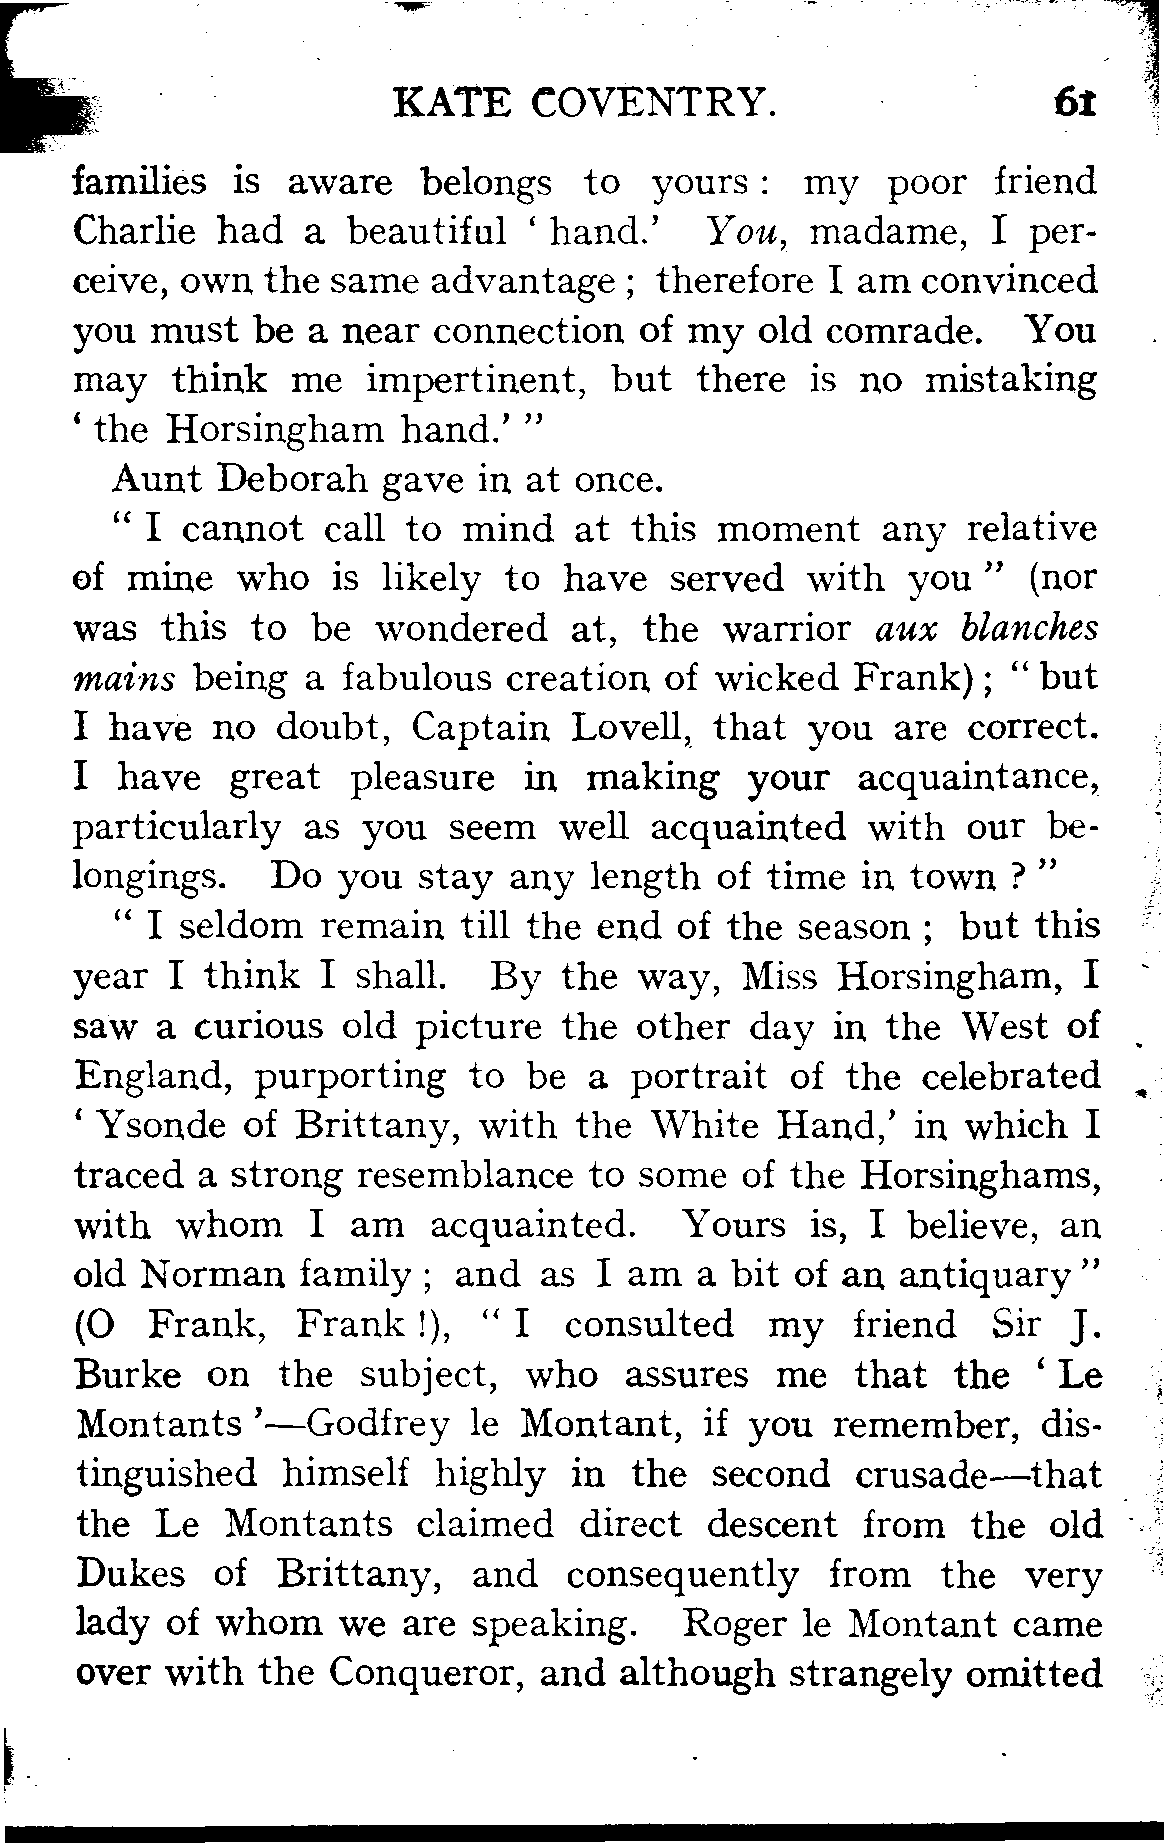 KATE COVENTRY. 61
families is aware belongs to yours : my poor friend
Charlie had a beautiful ‘ hand.’ You, madame, I per-
ceive, own the same advantage ; therefore I am convinced
you must be a near connection of my old comrade. You
may think me impertinent, but there is no mistaking
‘ the Horsingham hand.’ ”
Aunt Deborah gave in at once.
“ I cannot call to mind at this moment any relative
of mine who is likely to have served with you ” (nor
was this to be wondered at, the warrior aux blanches
mains being a fabulous creation of wicked Frank) ; “ but
I have no doubt, Captain Lovell, that you are correct.
I have great pleasure in making your acquaintance,
particularly as you seem well acquainted with our be-
longings. Do you stay any length of time in town ? ”
“ I seldom remain till the end of the season ; but this
year I think I shall. By the way, Miss Horsingham, I
saw a curious old picture the other day in the West of
England, purporting to be a portrait of the celebrated
‘ Ysonde of Brittany, with the White Hand,’ in which I
traced a strong resemblance to some of the Horsinghams,
with whom I am acquainted. Yours is, I believe, an
old Norman family ; and as I am a bit of an antiquary ”
(O Frank, Frank !), “ I consulted my friend Sir J.
Burke on the subject, who assures me that the ‘ Le
Montants ’—Godfrey le Montant, if you remember, dis-
tinguished himself highly in the second crusade—that
the Le Montants claimed direct descent from the old
Dukes of Brittany, and consequently from the very
lady of whom we are speaking. Roger le Montant came
over with the Conqueror, and although strangely omitted